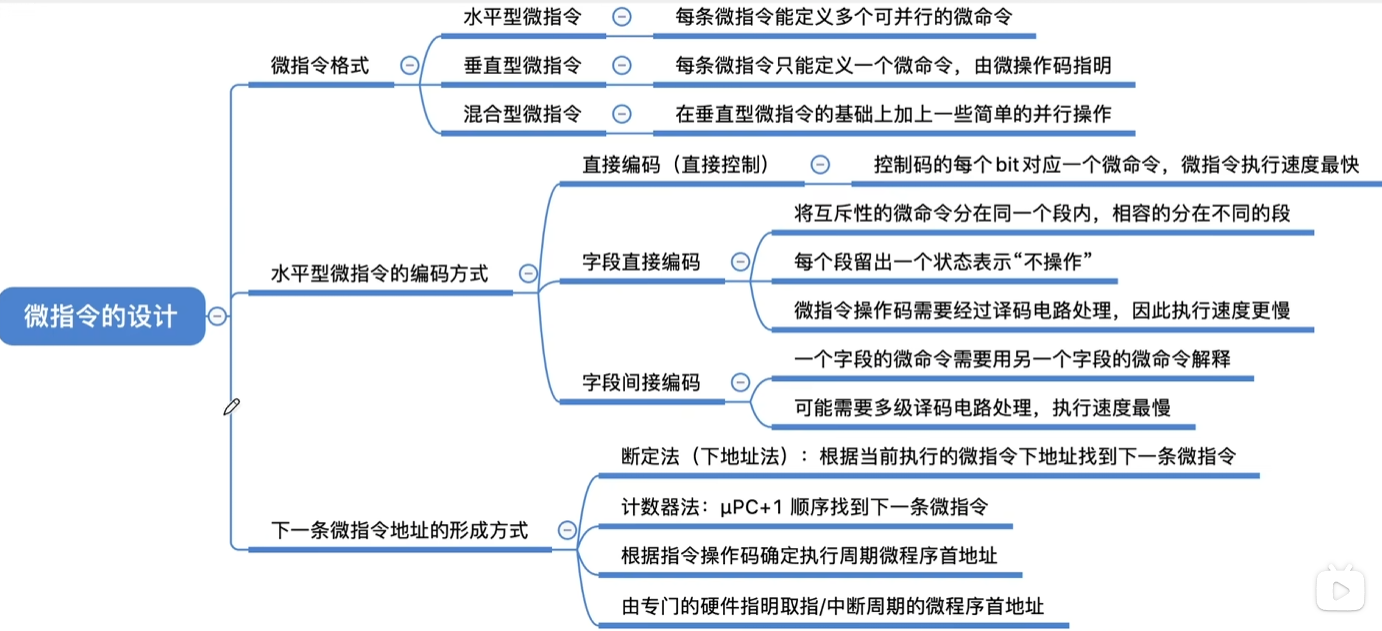 微指令的设计
微指令格式
水平型微指令
每条微指令能定义多个可并行的微命令
垂直型微指令
每条微指令只能定义一个微命令，由微操作码指明
混合型微指令
在垂直型微指令的基础上加上一些简单的并行操作
水平型微指令的编码方式
直接编码（直接控制）
控制码的每个bit对应一个微命令，微指令执行速度最快
字段直接编码
将互斥性的微命令分在同一个段内，相容的分在不同的段
每个段留出一个状态表示“不操作”
微指令操作码需要经过译码电路处理，因此执行速度更慢
字段间接编码
一个字段的微命令需要用另一个字段的微命令解释
可能需要多级译码电路处理，执行速度最慢
下一条微指令地址的形成方式
断定法（下地址法）：根据当前执行的微指令下地址找到下一条微指令
计数器法：μPC+1 顺序找到下一条微指令
根据指令操作码确定执行周期微程序首地址
由专门的硬件指明取指/中断周期的微程序首地址